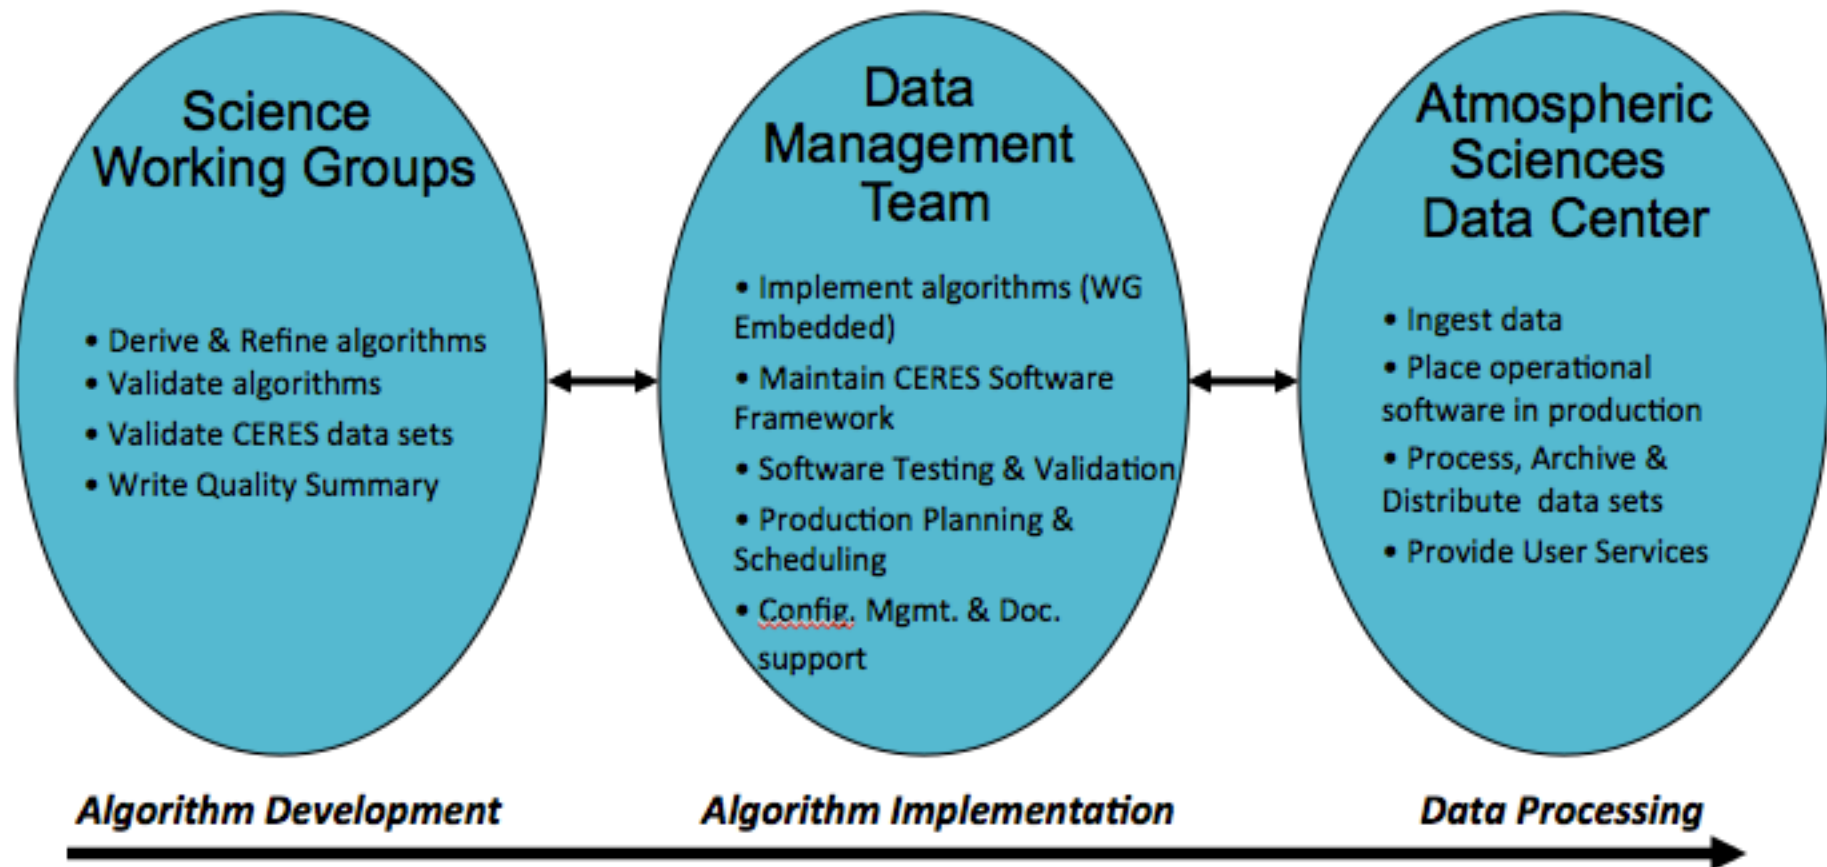 Science
Working Groups
• Derive & Refine algorithms
• Validate algorithms
• Validate CERES data sets
• Write Quality Summary
Data
Management
Team
• Implement algorithms (WG
Embedded)
• Maintain CERES Software
Framework
• Software Testing & Validation
• Production Planning &
Scheduling
• Config. Mgmt. & Doc.
support
Atmospheric
Sciences
Data Center
• Ingest data
• Place operational
software in production
• Process, Archive &
Distribute  data sets
• Provide User Services
Algorithm Development
Algorithm Implementation
Data Processing